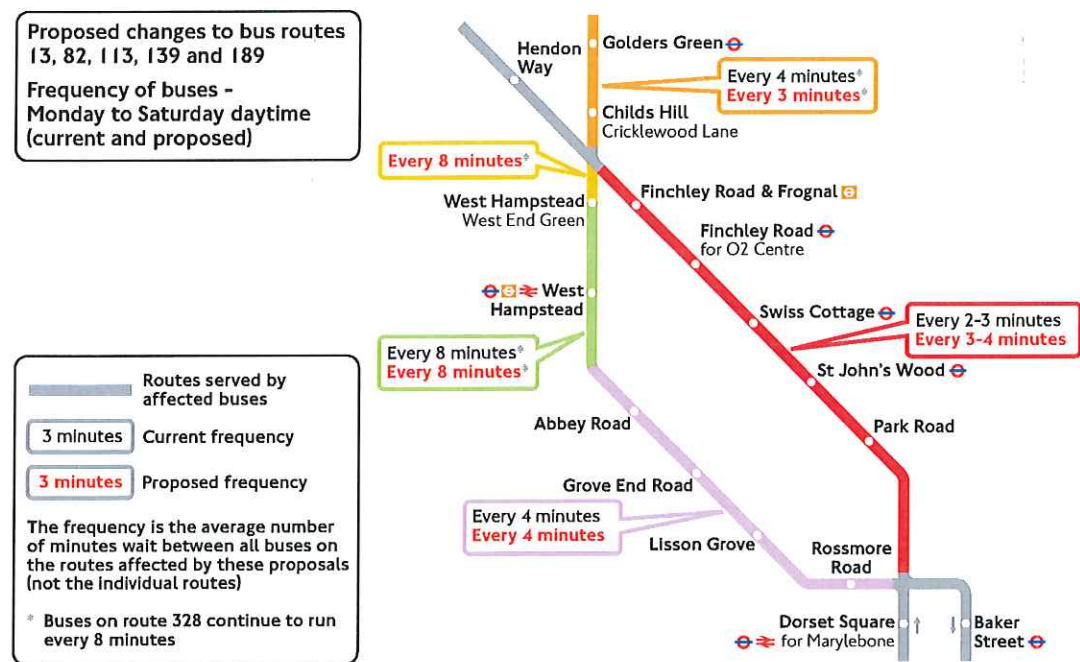 Proposed changes to bus routes
13, 82, 113, 139 and 189
Frequency of buses -
Monday to Saturday daytime
(current and proposed)
Hendon
Way
Golders Green
Every 4 minutes*
Every 3 minutes*
Childs Hill
Cricklewood Lane
Every 8 minutes*
West Hampstead
West End Green
Finchley Road & Frognal
Finchley Road
for O2 Centre
West
Hampstead
Swiss Cottage
Every 2-3 minutes
Every 3-4 minutes
Every 8 minutes*
Every 8 minutes*
St John's Wood
Abbey Road
Park Road
Grove End Road
Every 4 minutes
Every 4 minutes
Lisson Grove
Rossmore
Road
Dorset Square
for Marylebone
Baker
Street
Routes served by
affected buses
3 minutes Current frequency
3 minutes Proposed frequency
The frequency is the average number
of minutes wait between all buses on
the routes affected by these proposals
(not the individual routes)
* Buses on route 328 continue to run
every 8 minutes